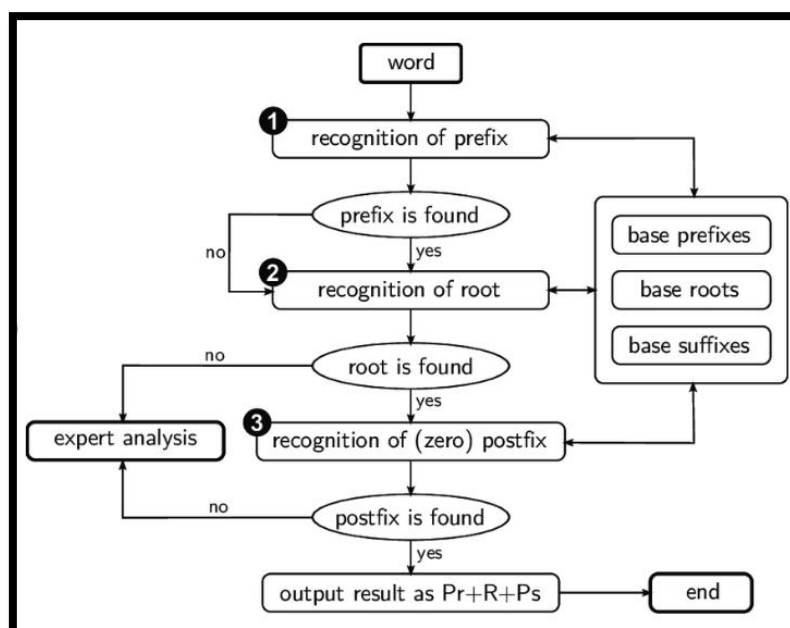 word
1
recognition of prefix
prefix is found
no
yes
2
recognition of root
base prefixes
base roots
base suffixes
root is found
no
yes
expert analysis
3
recognition of (zero) postfix
postfix is found
no
yes
output result as Pr+R+Ps
end